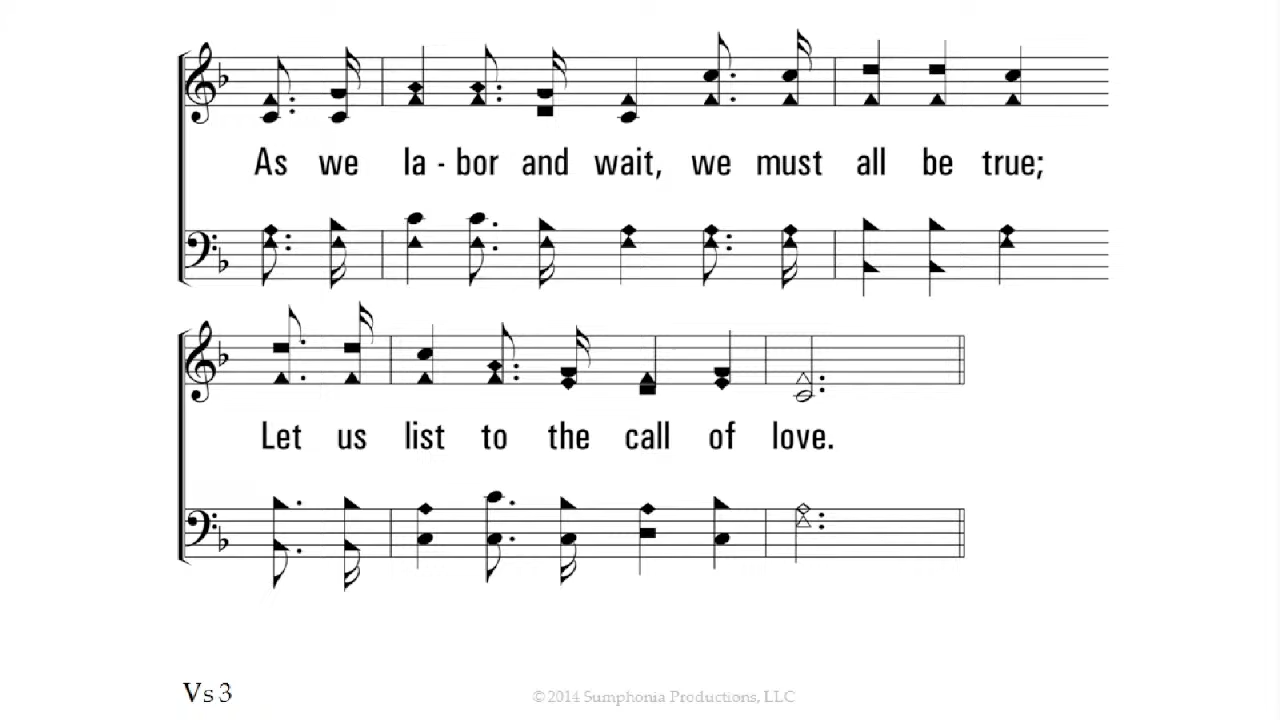 As we la - bor and wait, we must all be true;
Let us list to the call of love.
Vs 3
©2014 Sumphonia Productions, LLC